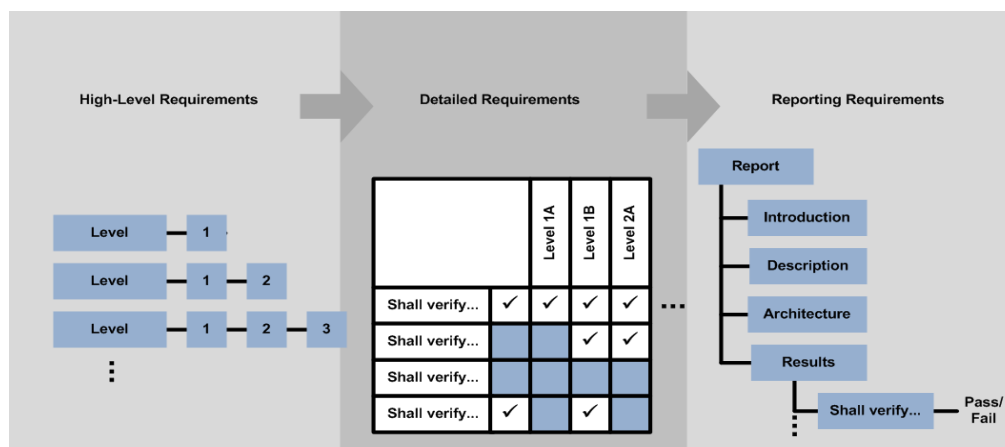 High-Level Requirements
Detailed Requirements
Reporting Requirements
Level 1
Level 1 2
Level 1 2 3
Level 1A
Level 1B
Level 2A
Shall verify... ✓ ✓ ✓ ✓
Shall verify... ✓ ✓
Shall verify...
Shall verify... ✓ ✓
...
Report
Introduction
Description
Architecture
Results
Shall verify...
Pass/
Fail